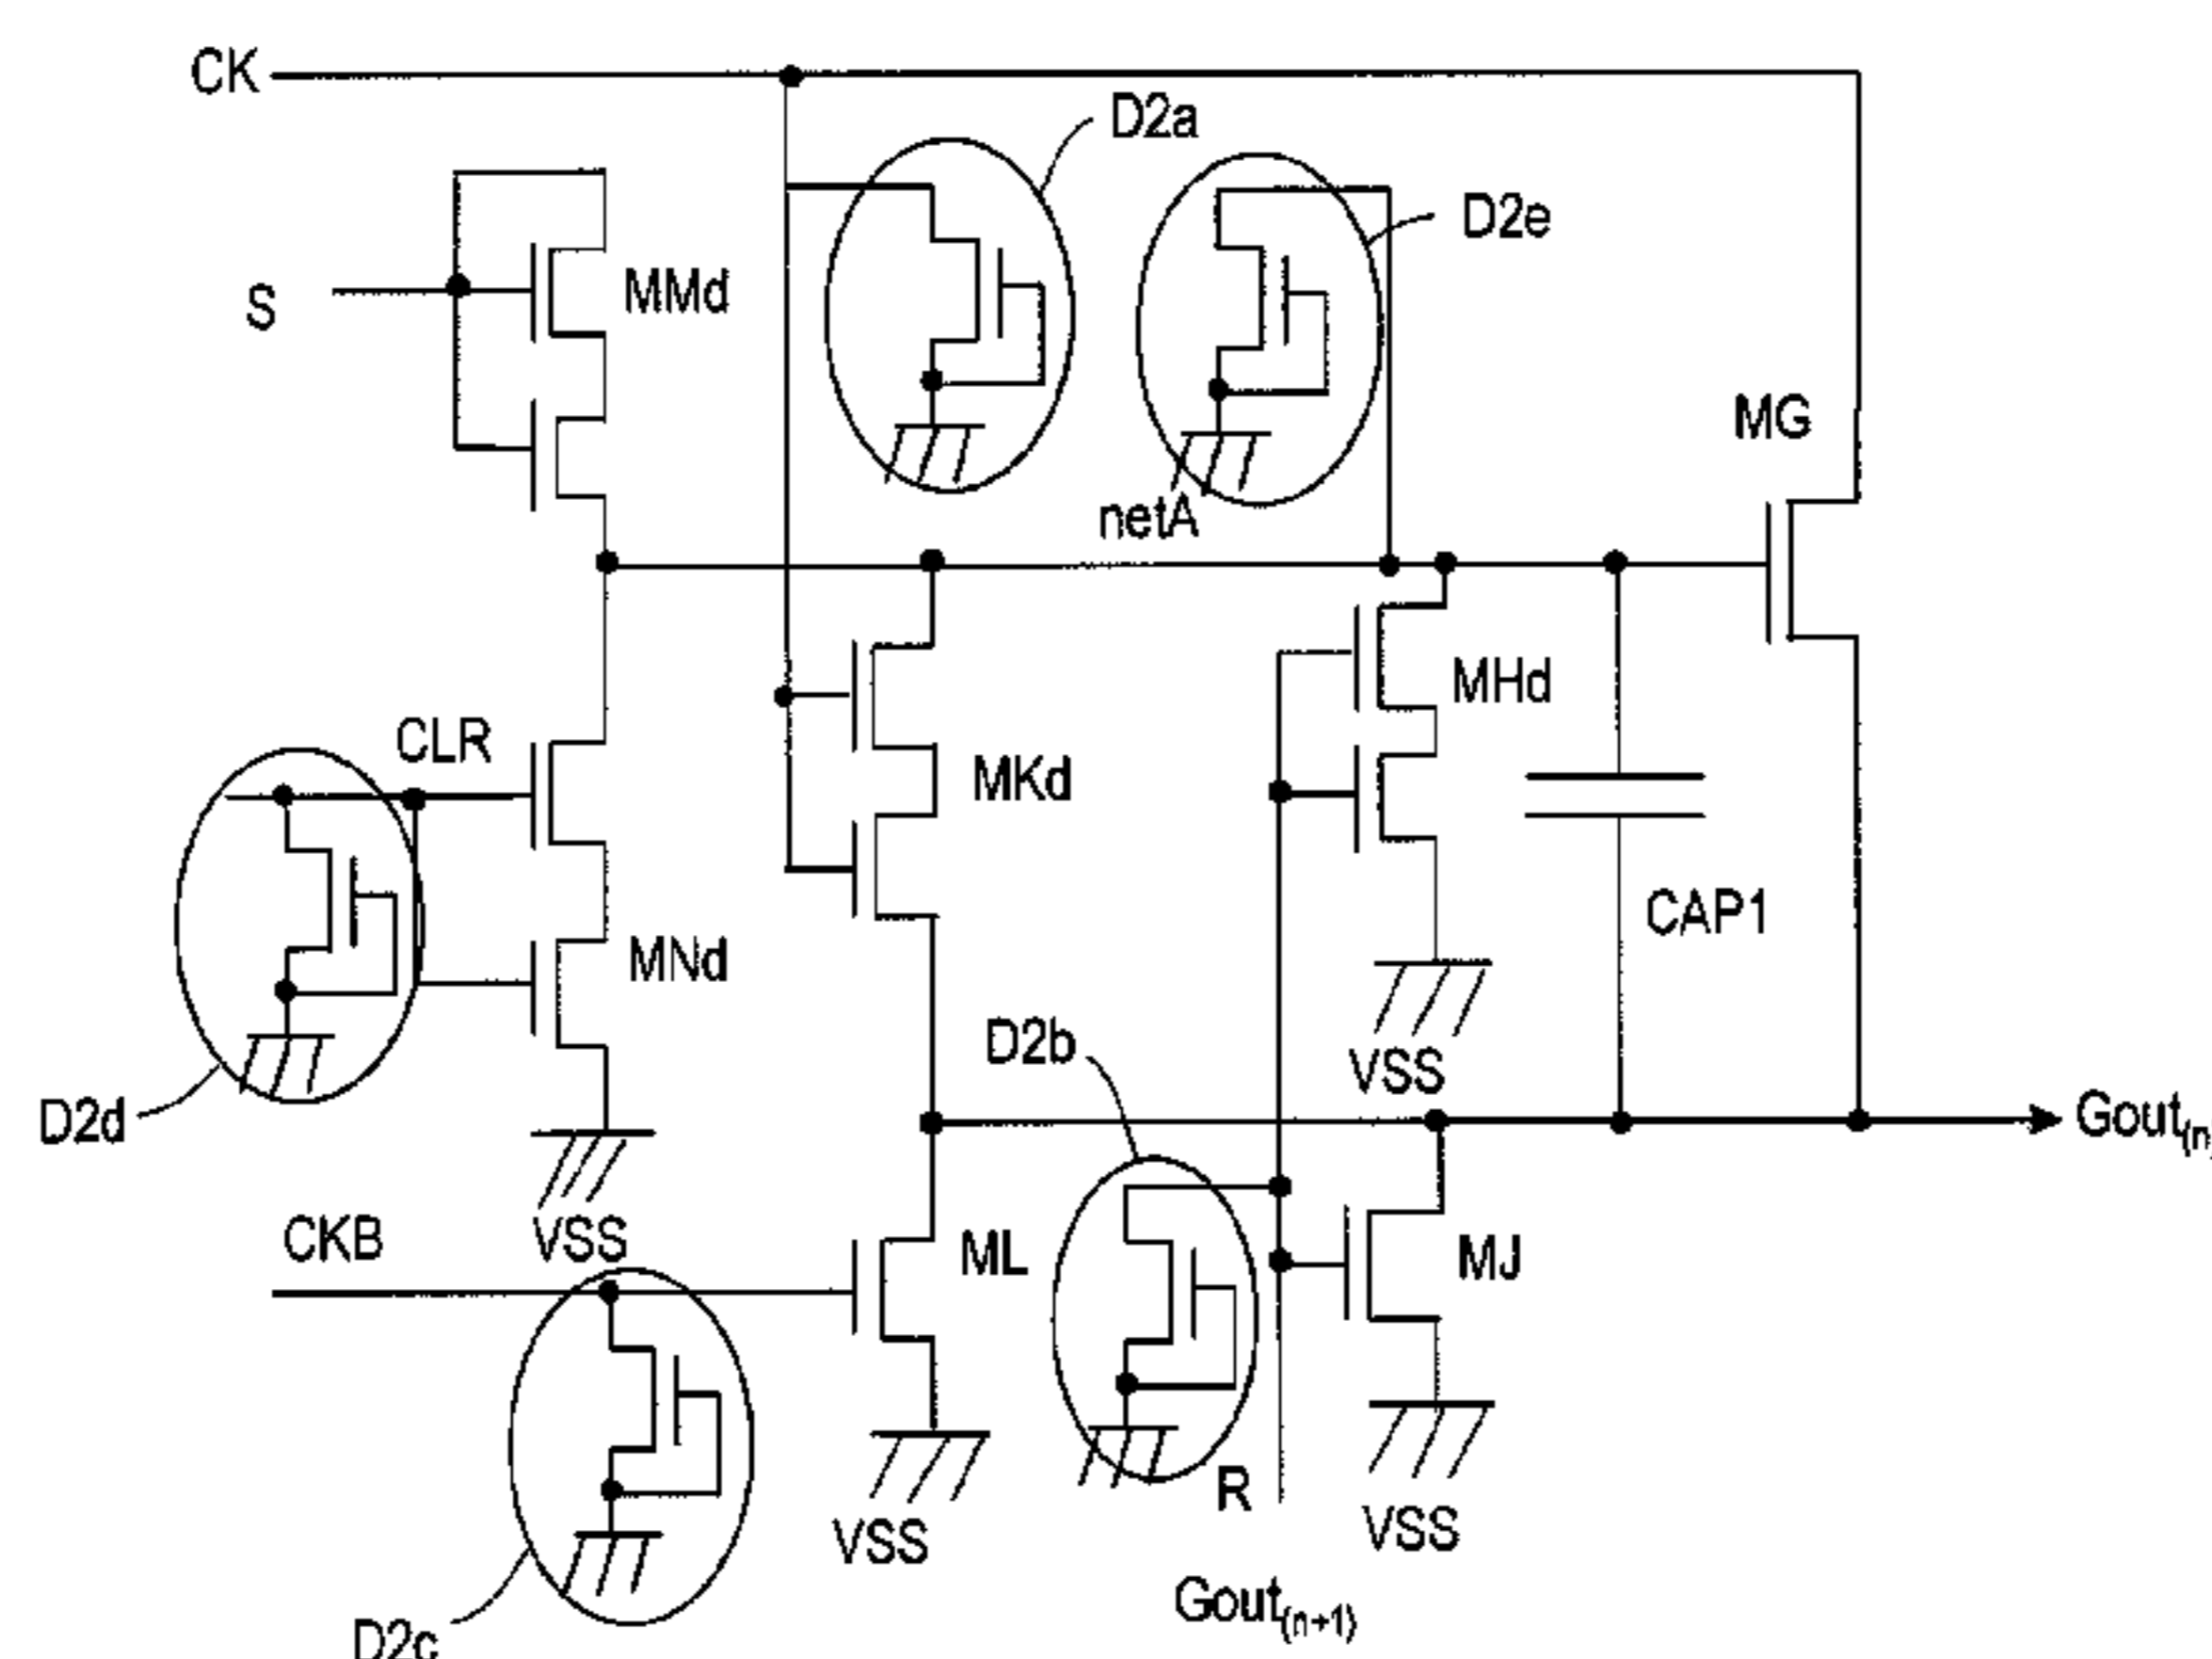 CK
D2a
D2e
S
MMd
MG
netA
CLR
MHd
MKd
CAP1
MNd
D2b
VSS
D2d
Gout(n)
CKB
VSS
ML
MJ
R
VSS
VSS
Gout(n+1)
D2c